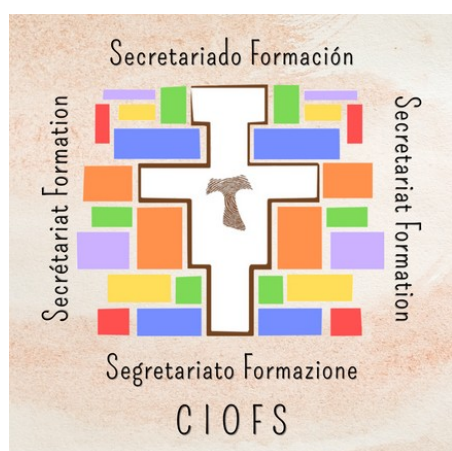 Secretariado Formación
Secrétariat Formation
Secretariat Formation
Segretariato Formazione
CIOFS